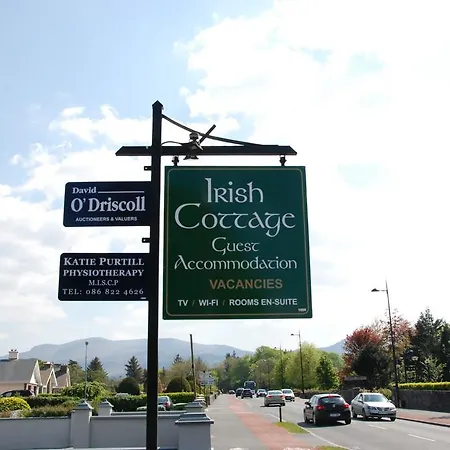 David
O'DRISCOLL
AUCTIONEERS & VALUERS
KATIE PURTILL
PHYSIOTHERAPY
M.I.S.C.P
TEL: 086 822 4626
Irish
Cottage
Guest
Accommodation
VACANCIES
TV / WI-FI / ROOMS EN-SUITE